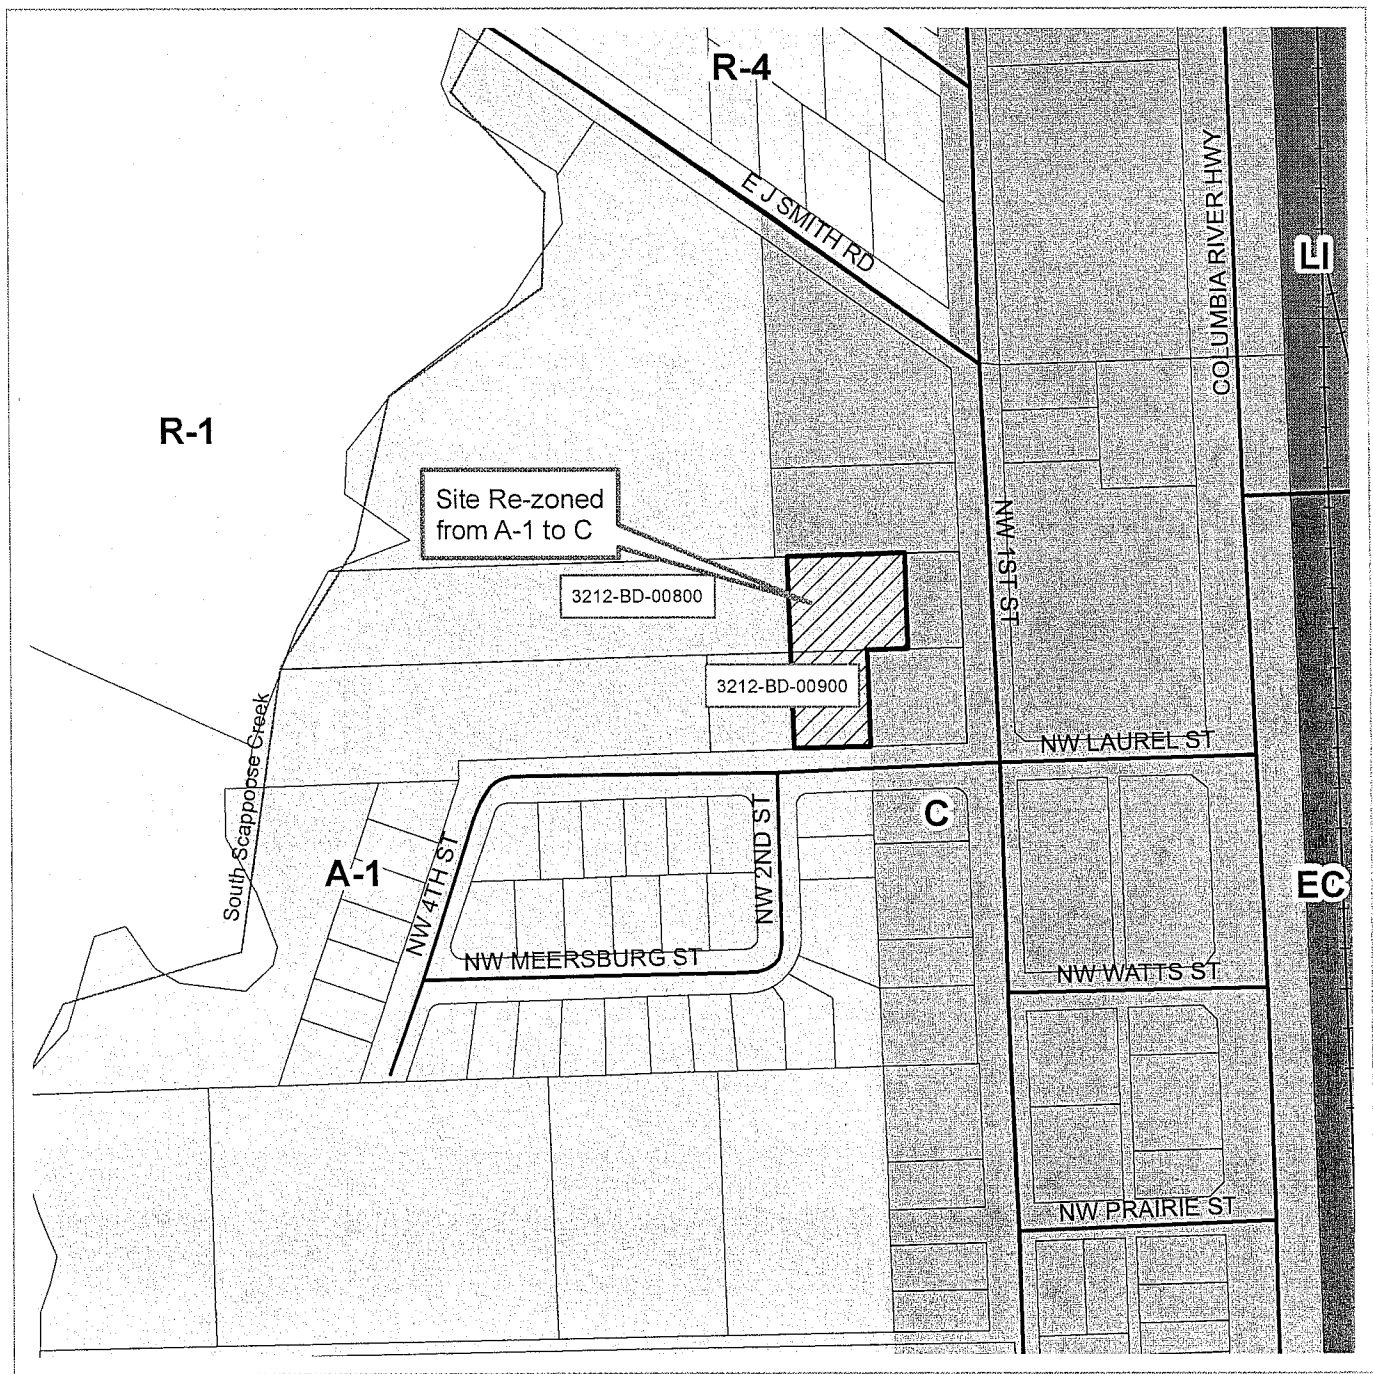 R-4
E J SMITH RD
COLUMBIA RIVER HWY
LI
R-1
Site Re-zoned
from A-1 to C
NW 1ST ST
3212-BD-00800
3212-BD-00900
South Scappoose Creek
NW LAUREL ST
C
NW 2ND ST
A-1
NW 4TH ST
EC
NW MEERSBURG ST
NW WATTS ST
NW PRAIRIE ST